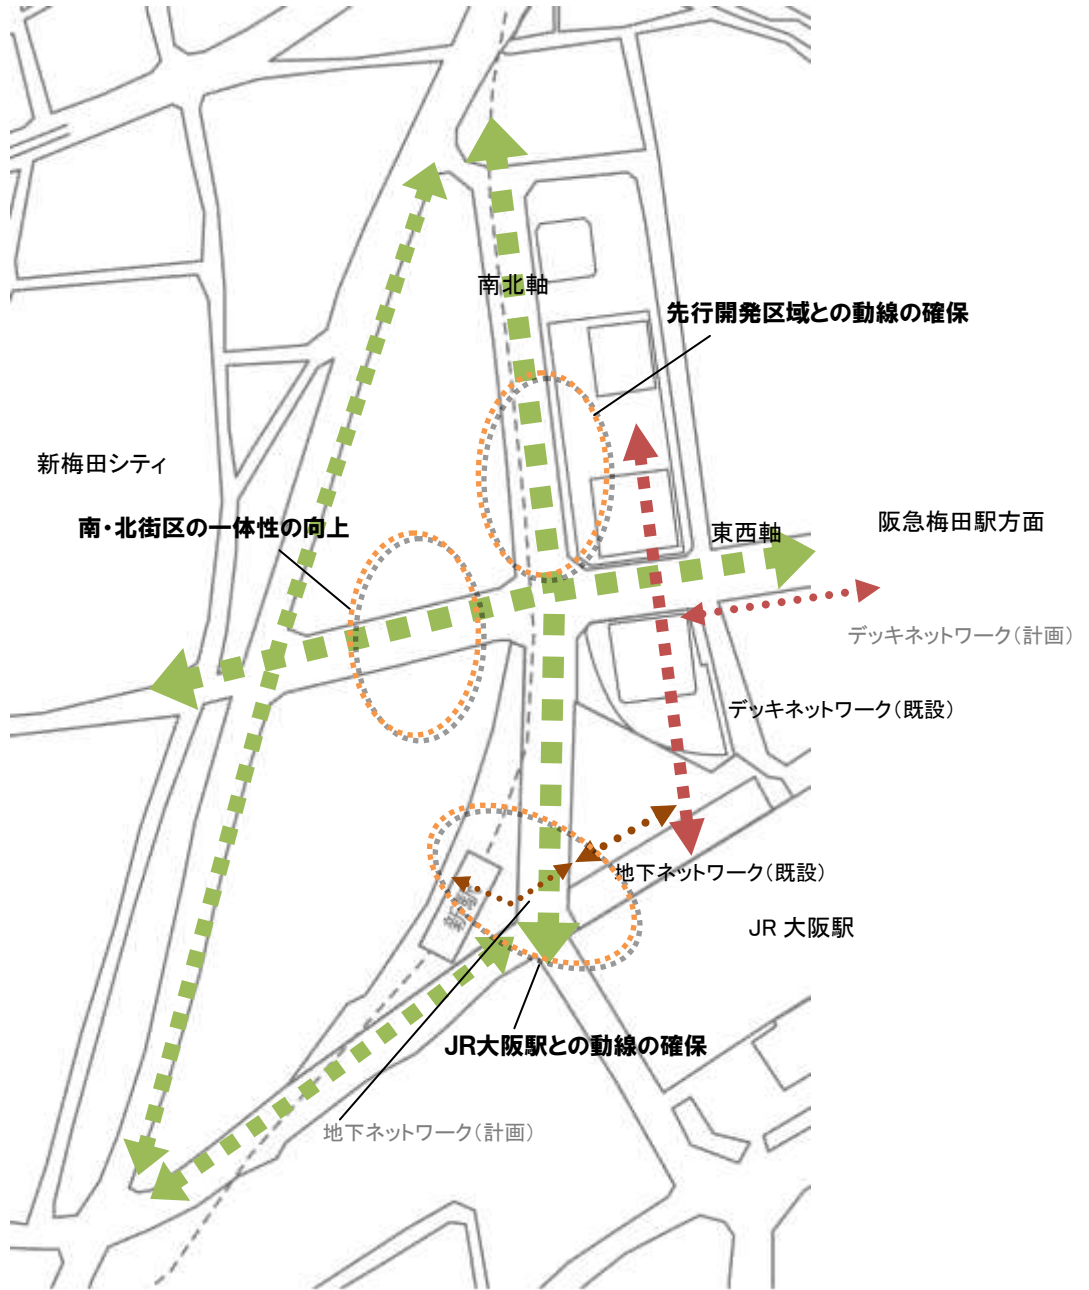 南北軸
先行開発区域との動線の確保
新梅田シティ
南・北街区の一体性の向上
東西軸
阪急梅田駅方面
デッキネットワーク（計画）
デッキネットワーク（既設）
地下ネットワーク（既設）
新駅
JR 大阪駅
JR大阪駅との動線の確保
地下ネットワーク（計画）